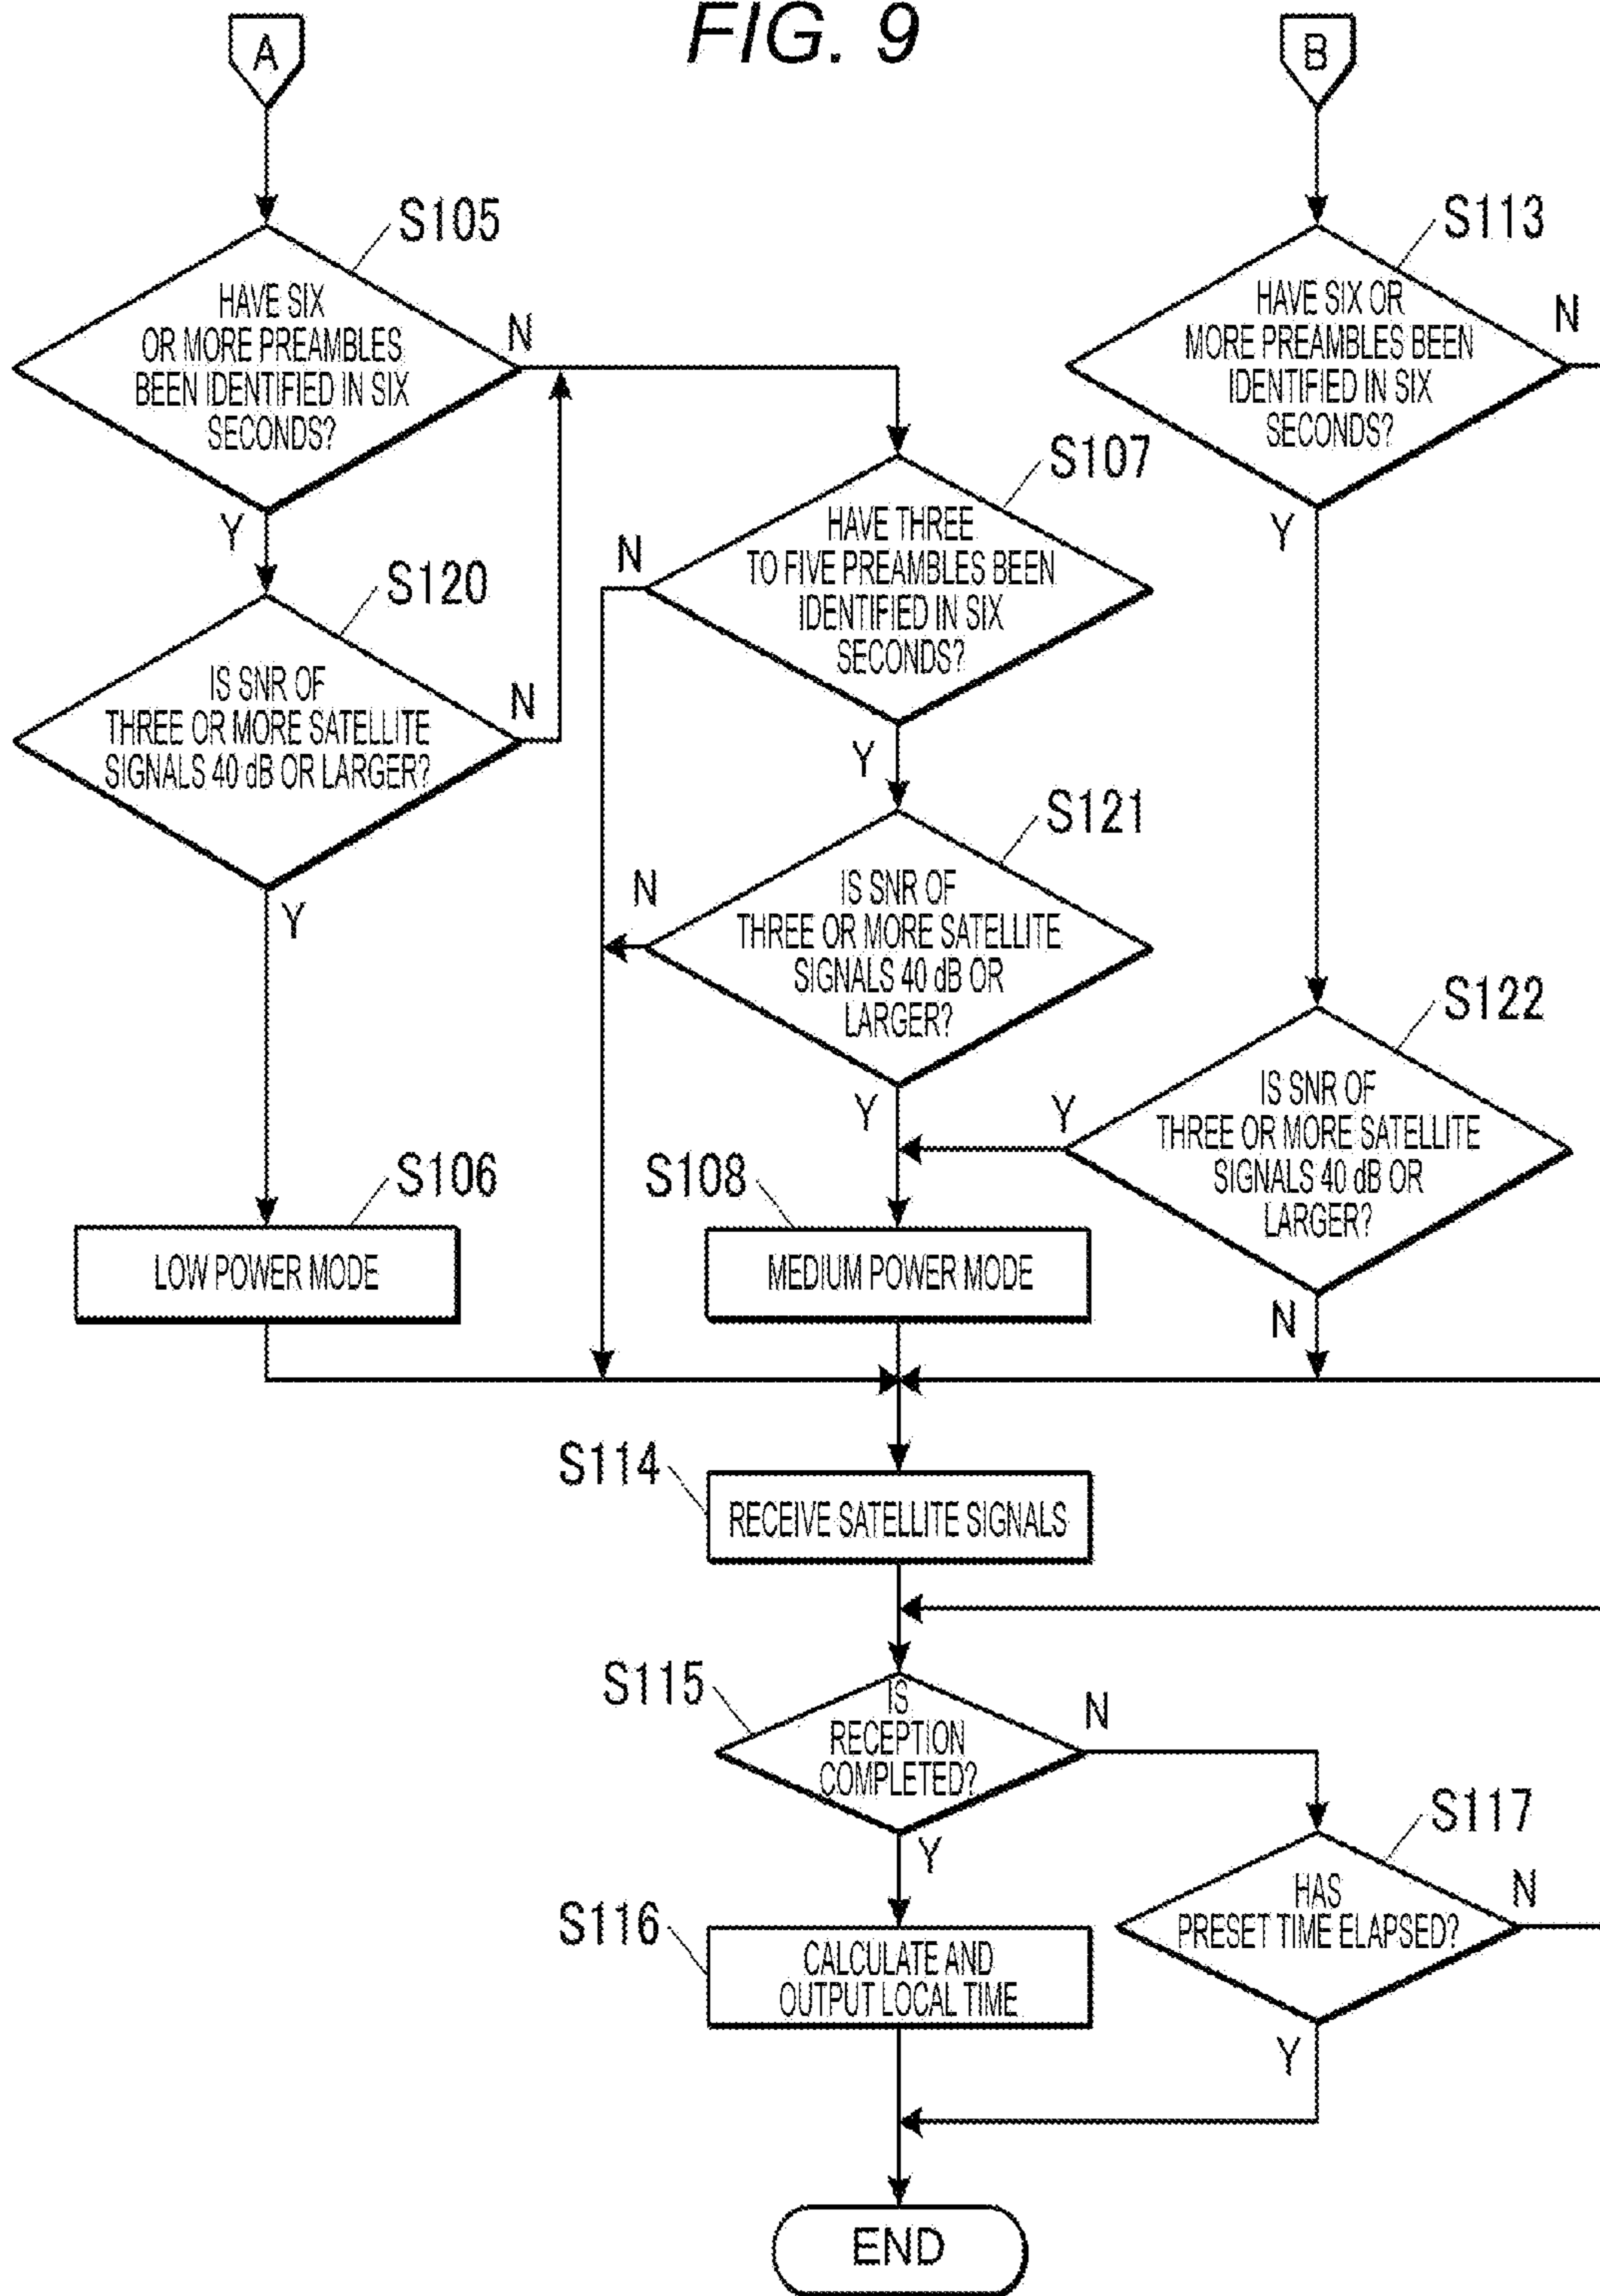 FIG. 9
A
B
S105
HAVE SIX
OR MORE PREAMBLES
BEEN IDENTIFIED IN SIX
SECONDS?
N
Y
S113
HAVE SIX OR
MORE PREAMBLES BEEN
IDENTIFIED IN SIX
SECONDS?
N
Y
S107
HAVE THREE
TO FIVE PREAMBLES BEEN
IDENTIFIED IN SIX
SECONDS?
N
Y
S120
IS SNR OF
THREE OR MORE SATELLITE
SIGNALS 40 dB OR LARGER?
N
Y
S121
IS SNR OF
THREE OR MORE SATELLITE
SIGNALS 40 dB OR
LARGER?
N
Y
S122
IS SNR OF
THREE OR MORE SATELLITE
SIGNALS 40 dB OR
LARGER?
Y
N
S106
LOW POWER MODE
S108
MEDIUM POWER MODE
S114
RECEIVE SATELLITE SIGNALS
S115
IS
RECEPTION
COMPLETED?
N
Y
S117
HAS
PRESET TIME ELAPSED?
N
Y
S116
CALCULATE AND
OUTPUT LOCAL TIME
END